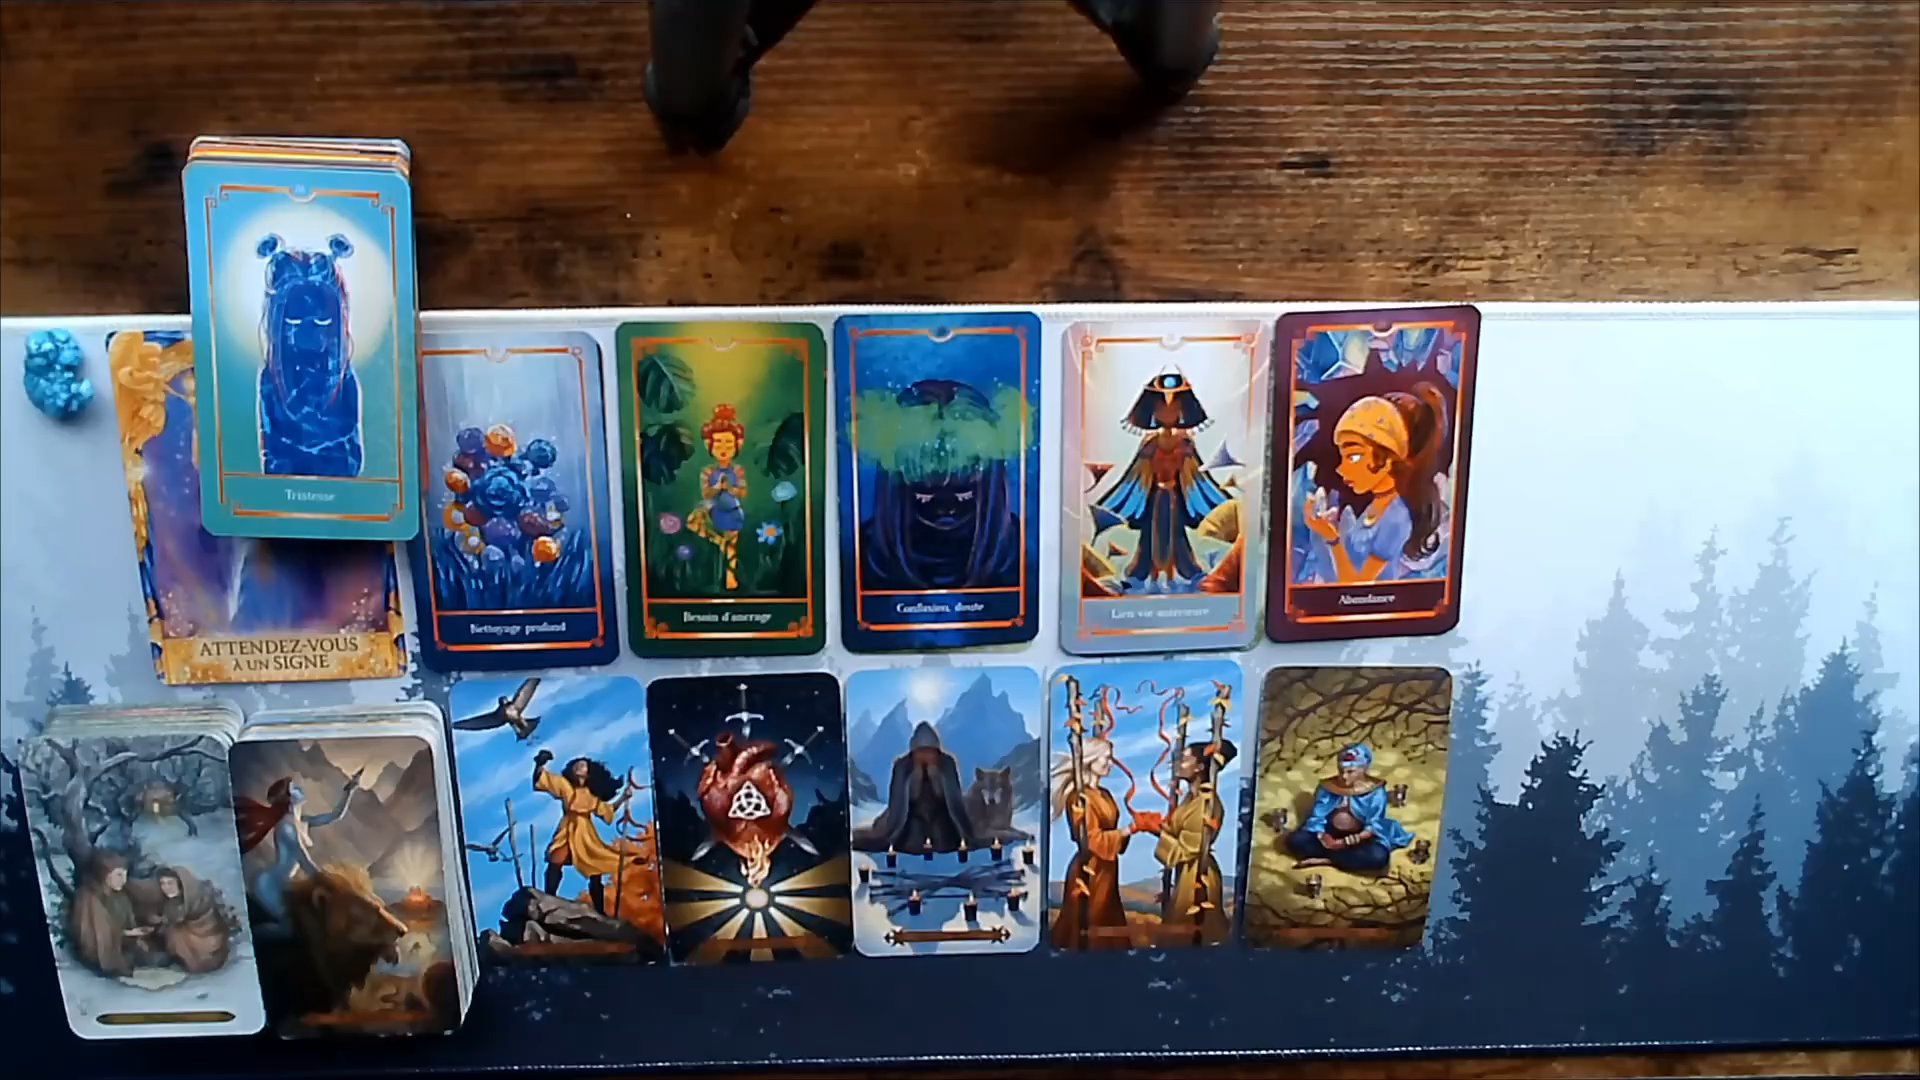 Tristesse
ATTENDEZ-VOUS
À UN SIGNE
Nettoyage profond
Besoin d'ancrage
Confusion, doute
Lien vie antérieure
Abondance